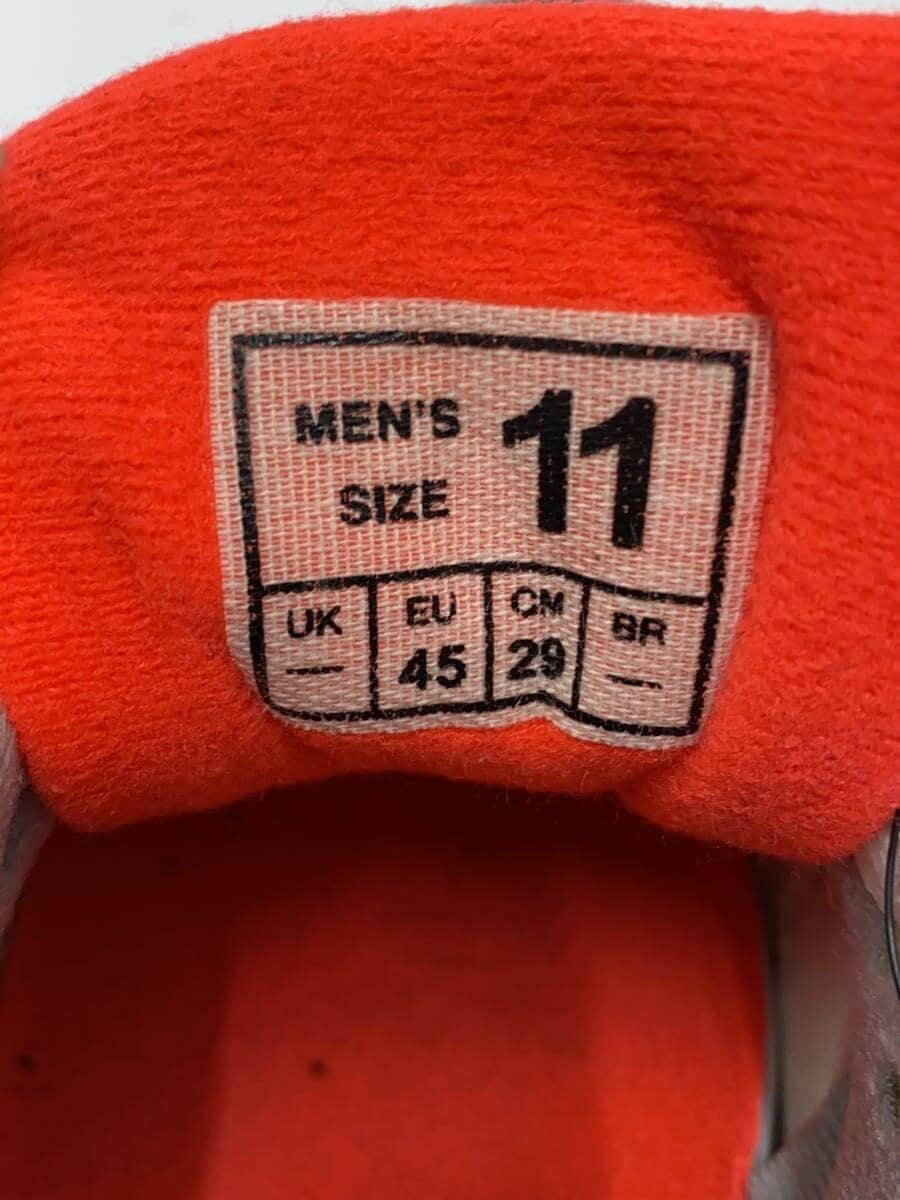 MEN'S 11
SIZE
UK EU CM BR
— 45 29 —